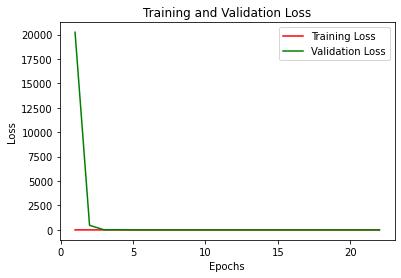 Training and Validation Loss
Training Loss
Validation Loss
20000
17500
15000
12500
10000
7500
5000
2500
0
Loss
0 5 10 15 20
Epochs